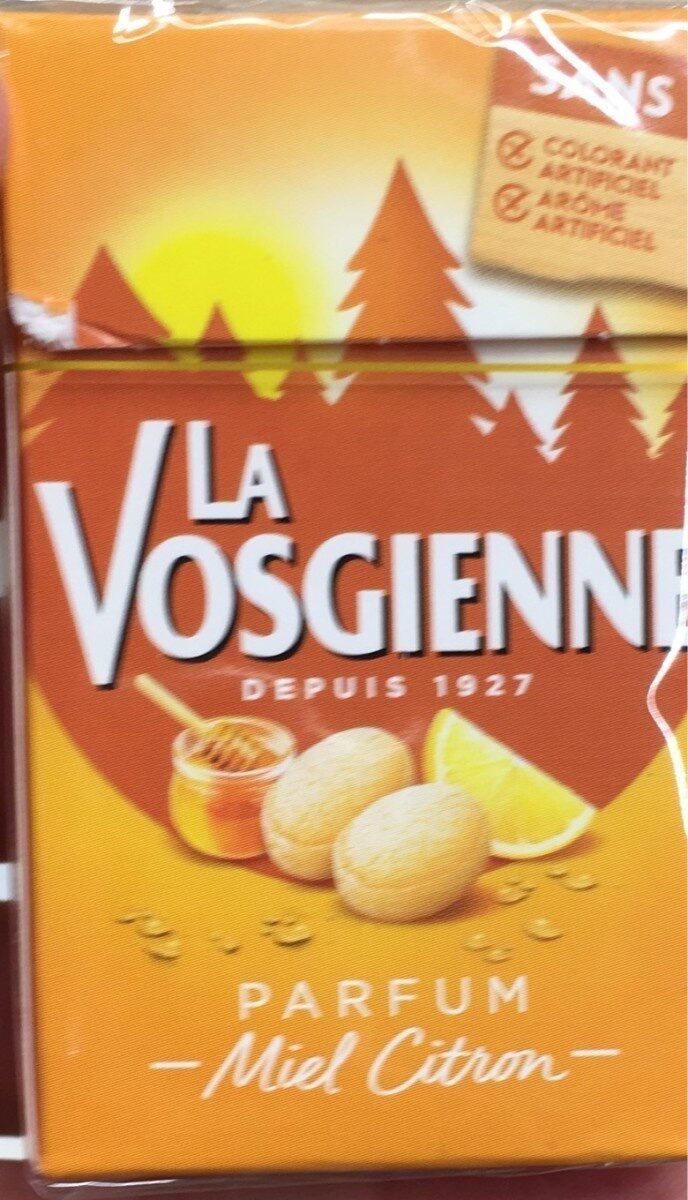 SANS
COLORANT
ARTIFICIEL
ARÔME
ARTIFICIEL
LA
VOSGIENNE
DEPUIS 1927
PARFUM
Miel Citron